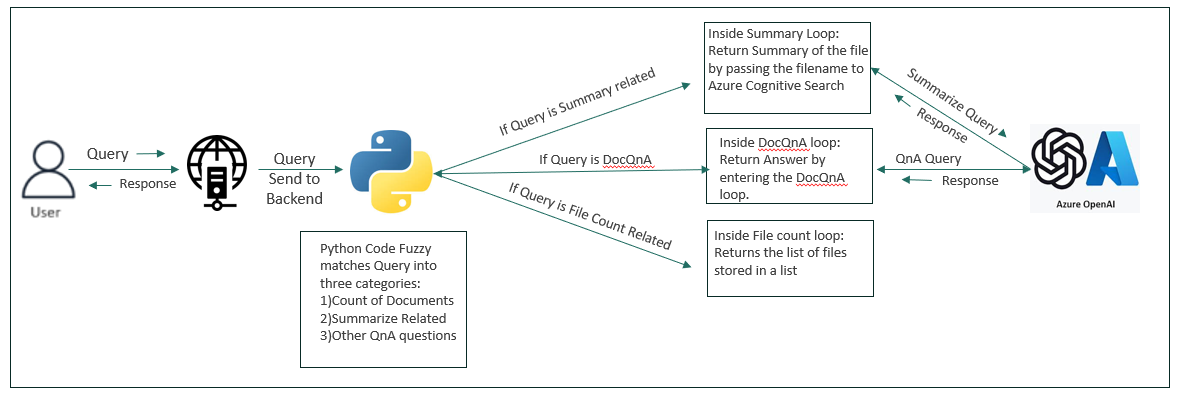 Query
Response
User
Query
Send to
Backend
Python Code Fuzzy
matches Query into
three categories:
1)Count of Documents
2)Summarize Related
3)Other QnA questions
If Query is Summary related
If Query is DocQnA
If Query is File Count Related
Inside Summary Loop:
Return Summary of the file
by passing the filename to
Azure Cognitive Search
Inside DocQnA loop:
Return Answer by
entering the DocQnA
loop.
Inside File count loop:
Returns the list of files
stored in a list
Summarize Query
Response
QnA Query
Response
Azure OpenAI